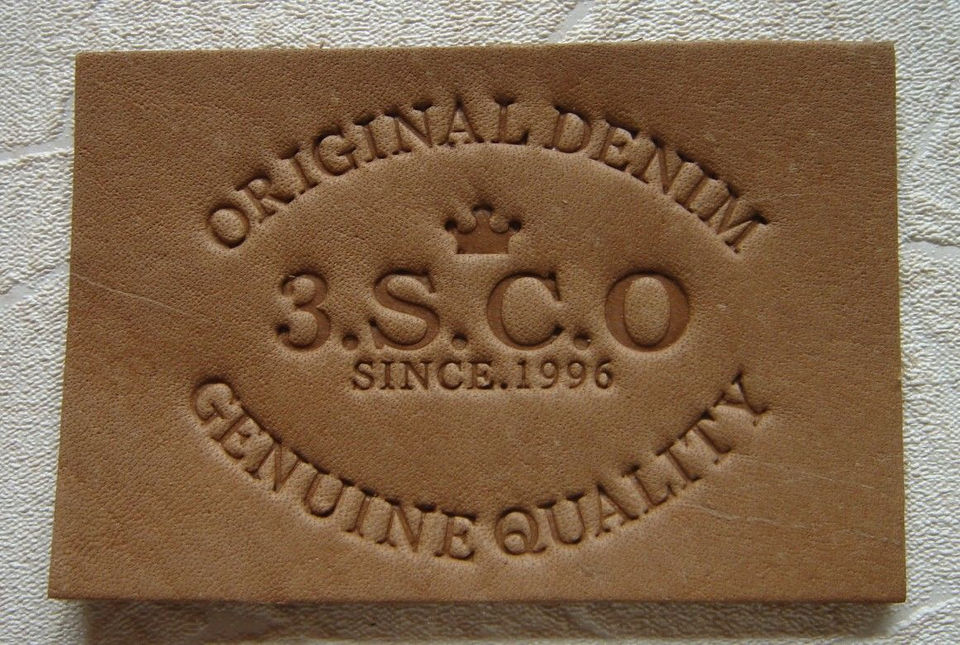 ORIGINAL DENIM
3.S.C.O
SINCE.1996
GENUINE QUALITY